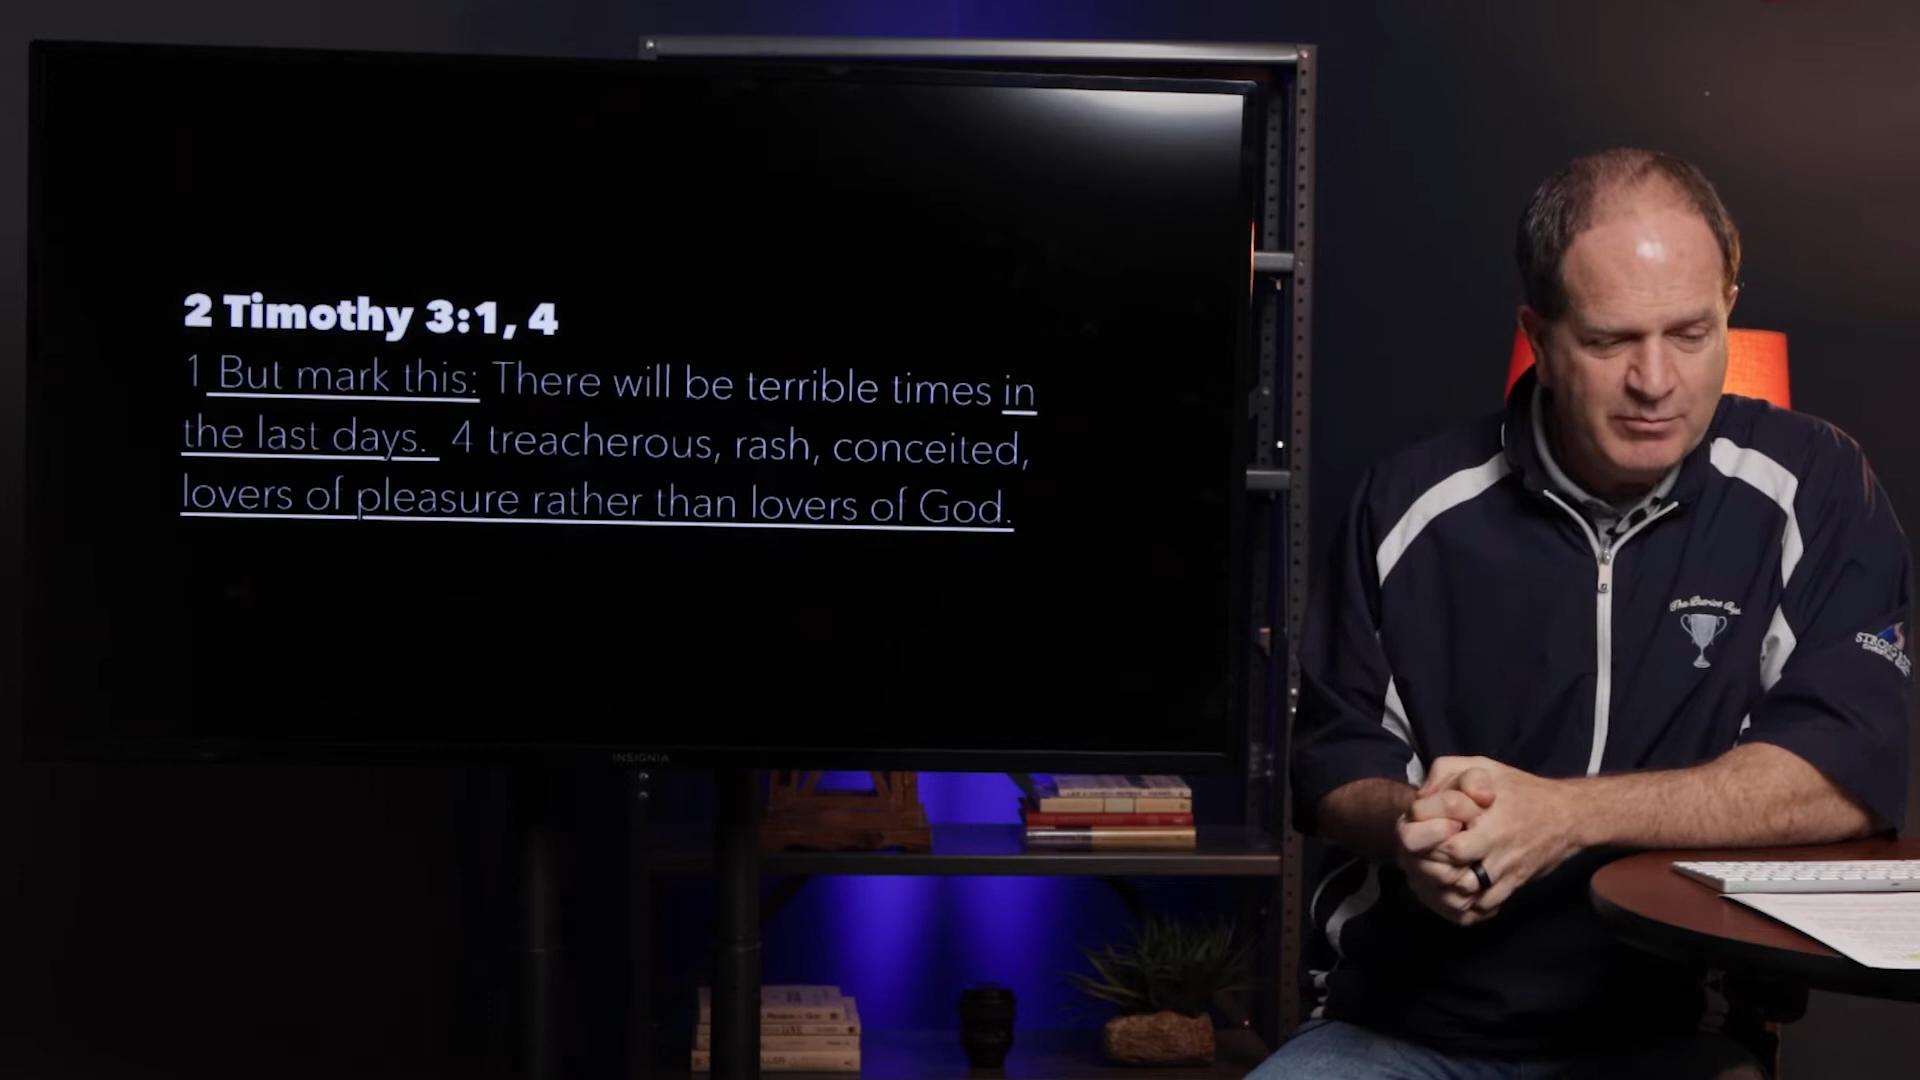 2 Timothy 3:1, 4
1 But mark this: There will be terrible times in
the last days. 4 treacherous, rash, conceited,
lovers of pleasure rather than lovers of God.
INSIGNIA